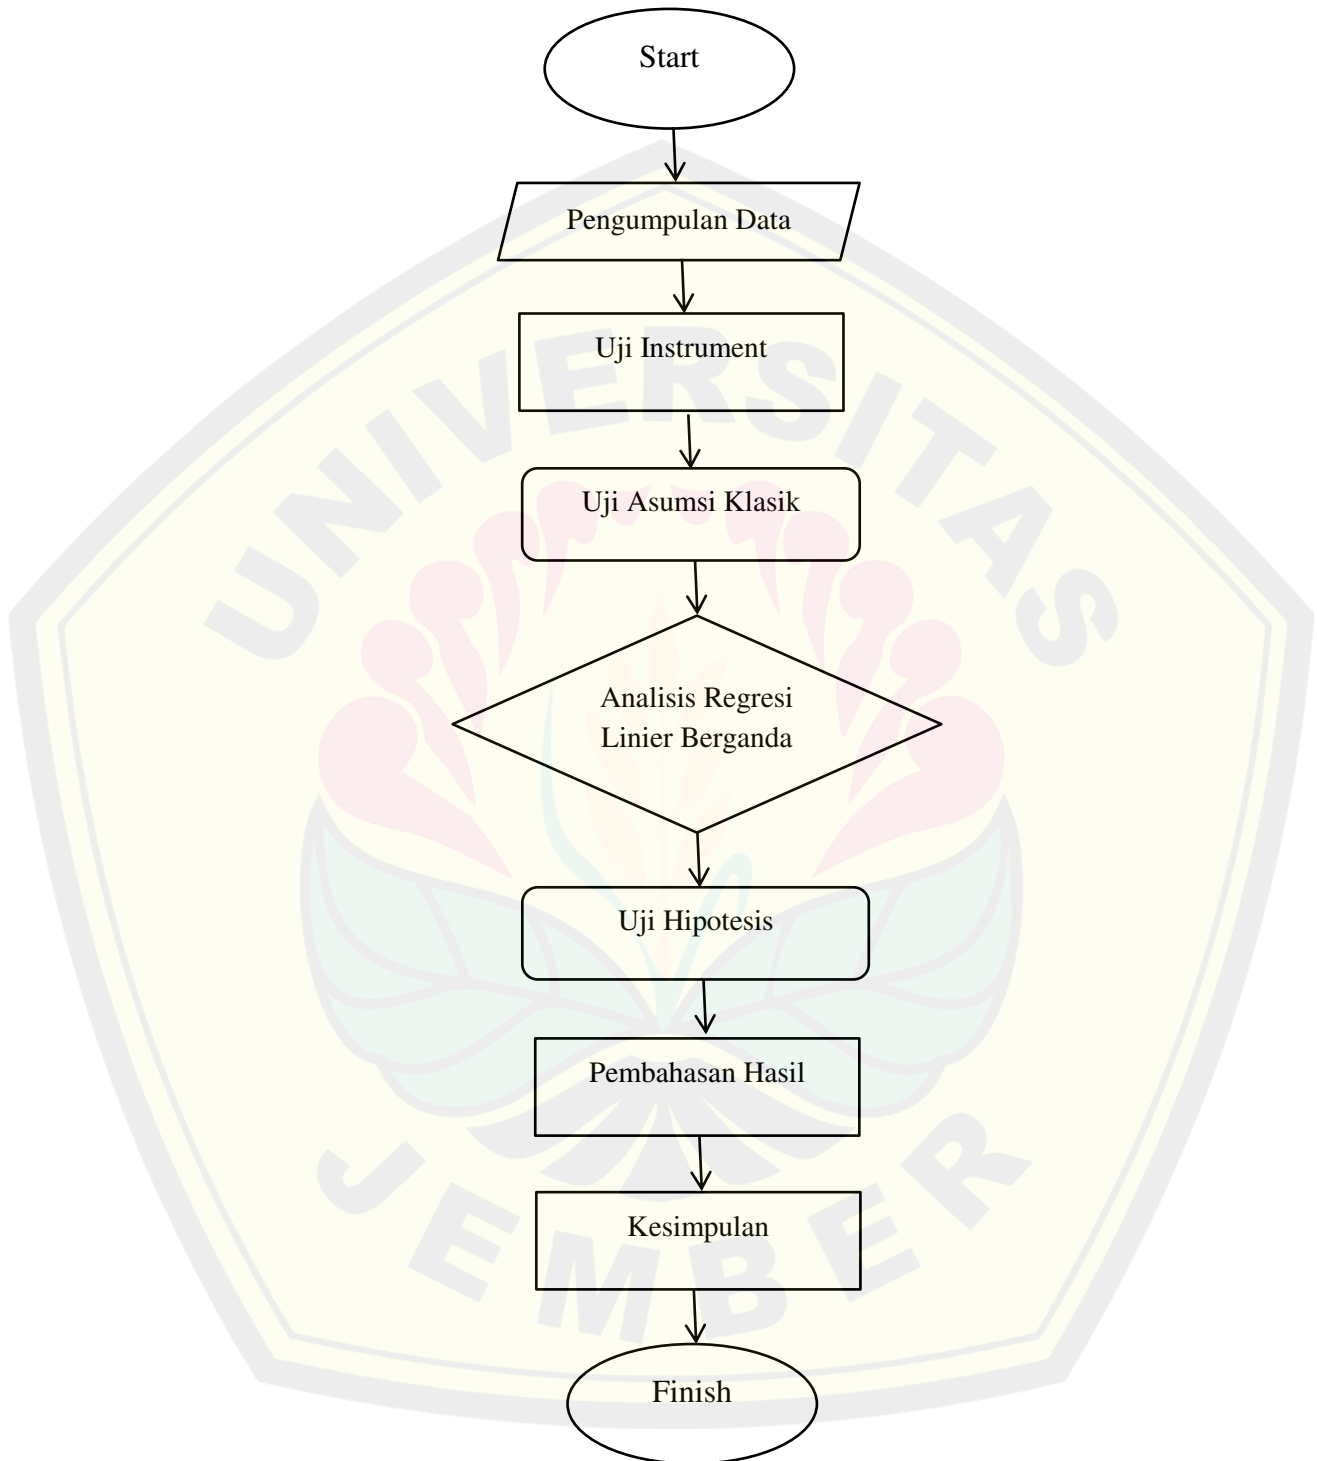 Start
Pengumpulan Data
Uji Instrument
UNIVERSITAS
Uji Asumsi Klasik
Analisis Regresi
Linier Berganda
Uji Hipotesis
Pembahasan Hasil
JEMBER
Kesimpulan
Finish